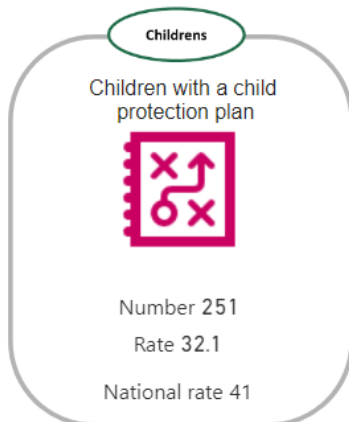 Childrens
Children with a child
protection plan
Number 251
Rate 32.1
National rate 41